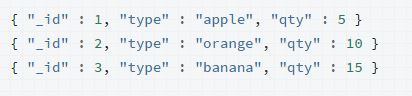 { "_id" : 1, "type" : "apple", "qty" : 5 }
{ "_id" : 2, "type" : "orange", "qty" : 10 }
{ "_id" : 3, "type" : "banana", "qty" : 15 }